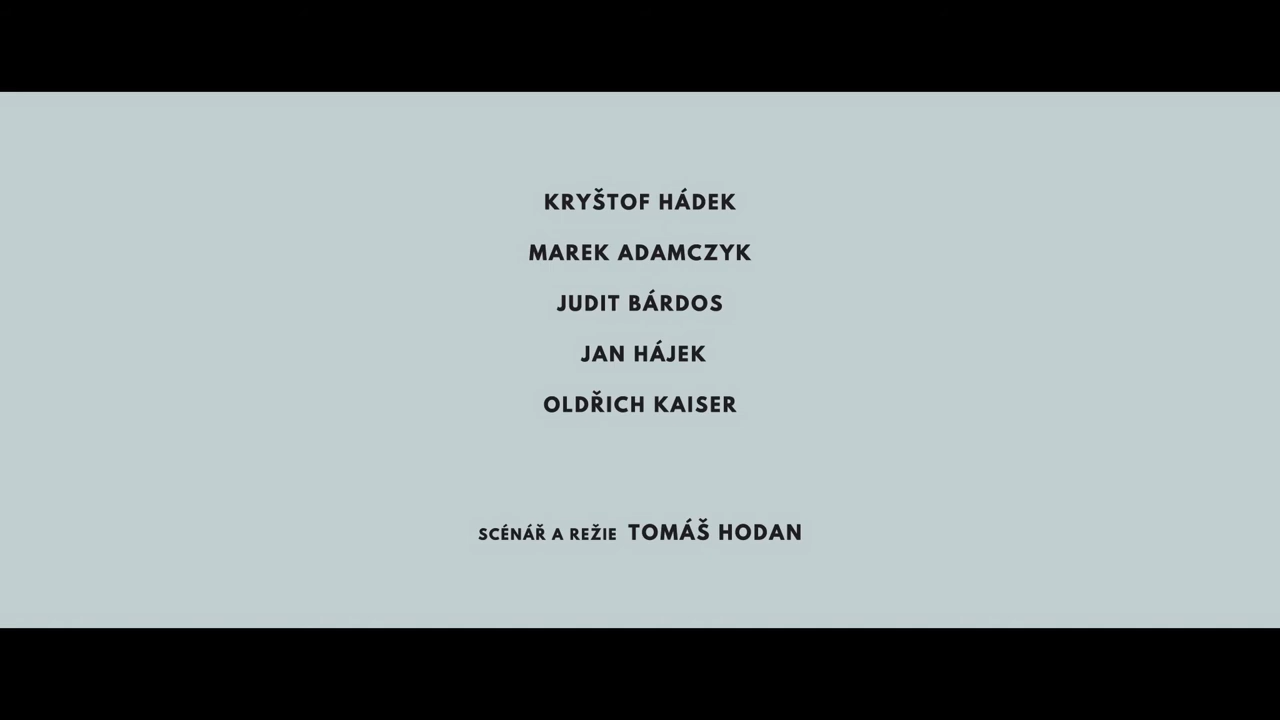 KRYŠTOF HÁDEK
MAREK ADAMCZYK
JUDIT BÁRDOS
JAN HÁJEK
OLDŘICH KAISER
SCÉNÁŘ A REŽIE TOMÁŠ HODAN